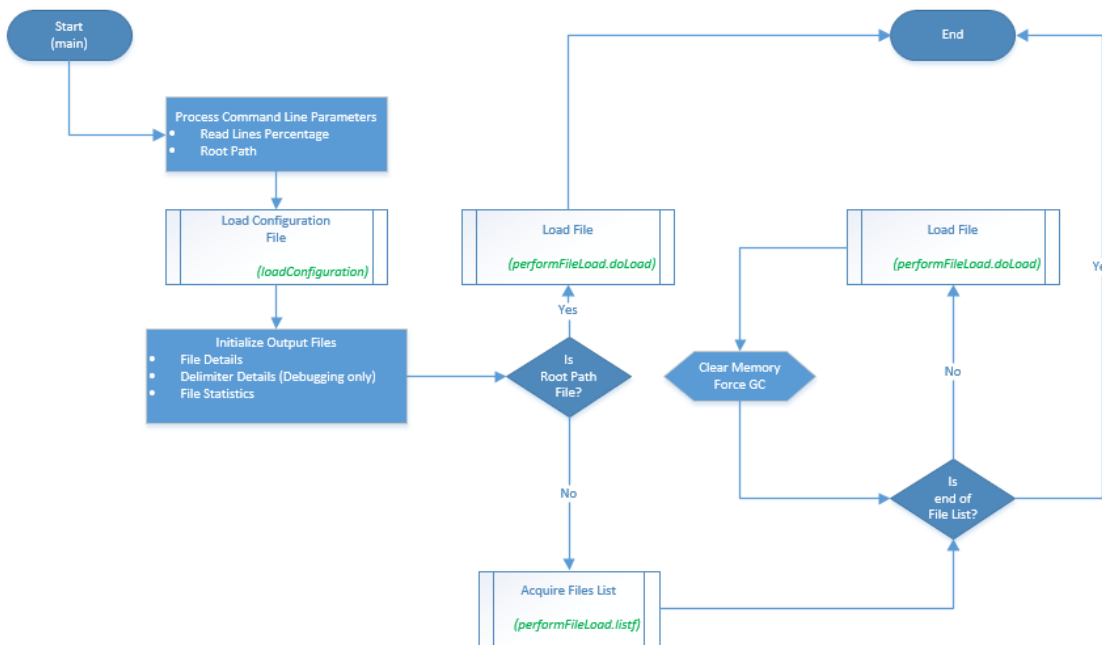 Start
(main)
End
Process Command Line Parameters
• Read Lines Percentage
• Root Path
Load Configuration
File
(loadConfiguration)
Load File
(performFileLoad.doLoad)
Load File
(performFileLoad.doLoad)
Ye
Yes
Initialize Output Files
• File Details
• Delimiter Details (Debugging only)
• File Statistics
Is
Root Path
File?
Clear Memory
Force GC
No
No
Is
end of
File List?
Acquire Files List
(performFileLoad.listf)